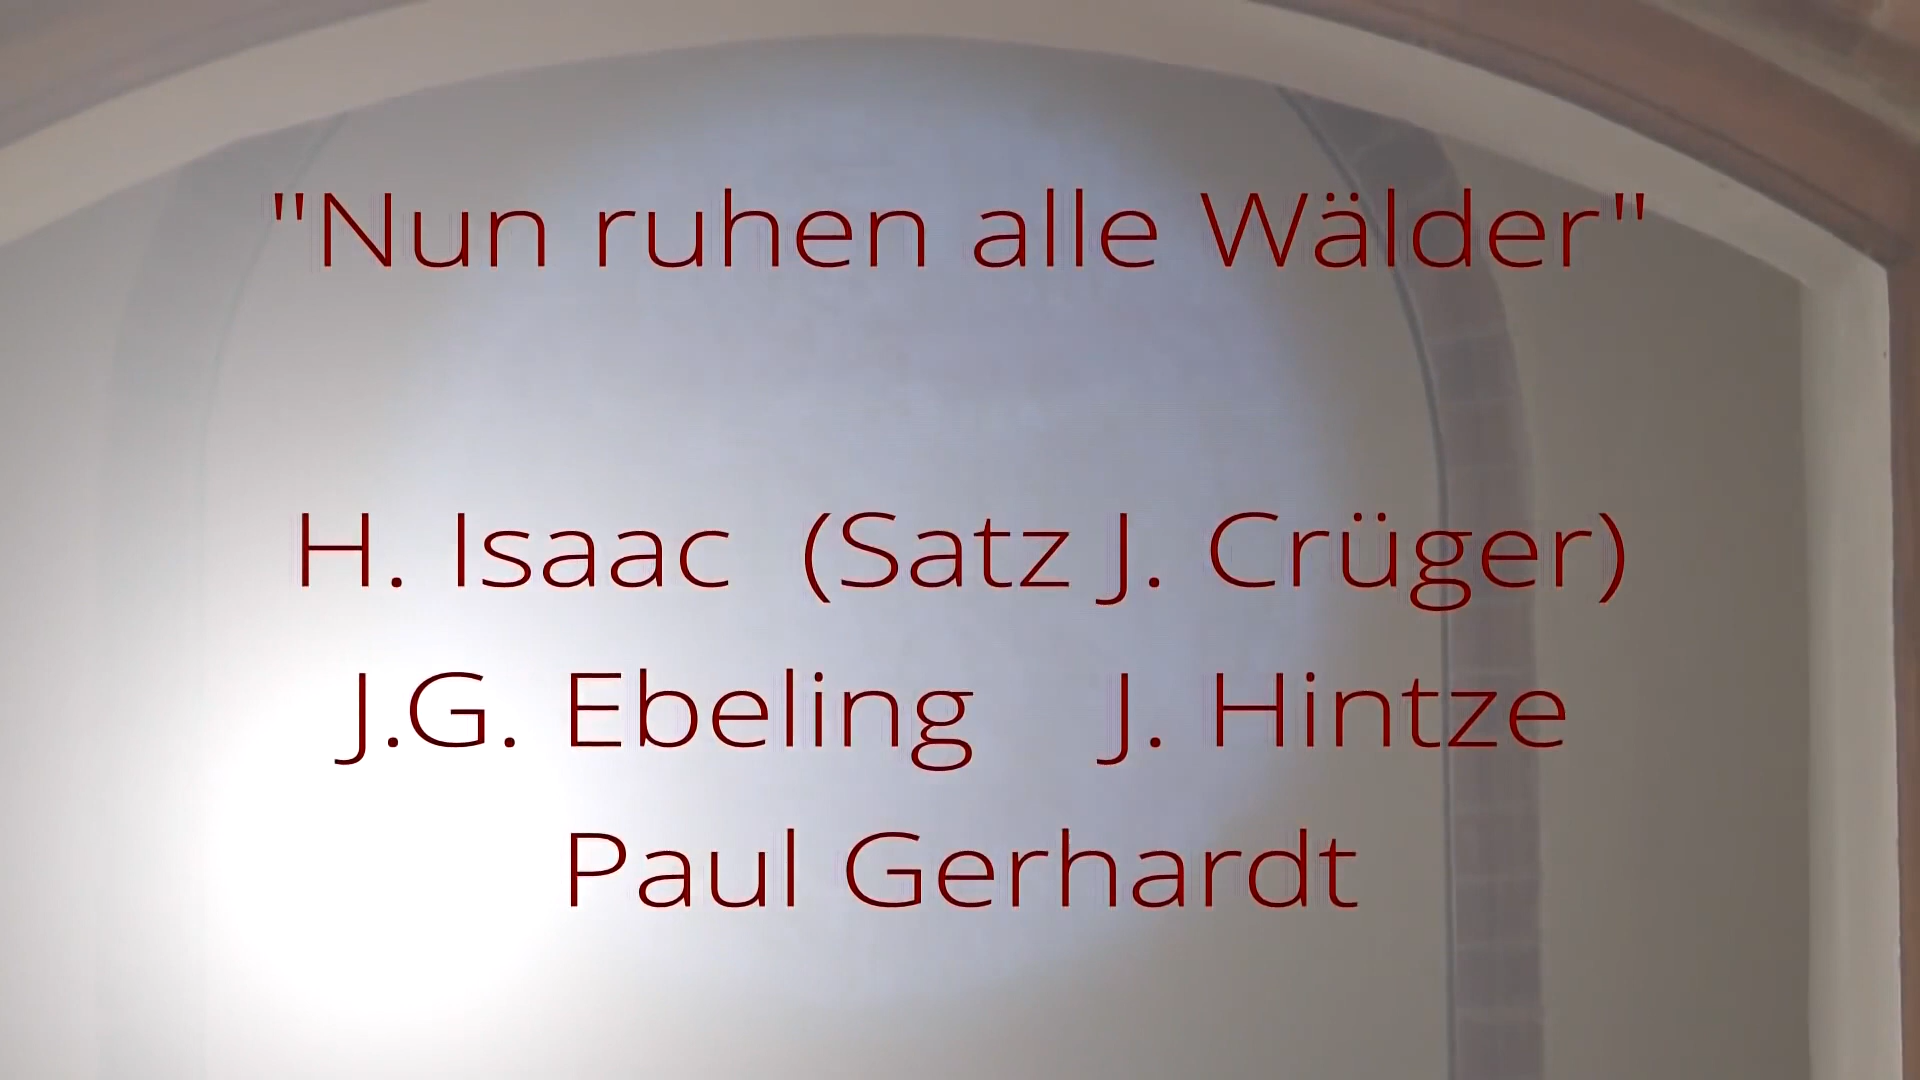 "Nun ruhen alle Wälder"
H. Isaac (Satz J. Crüger)
J.G. Ebeling J. Hintze
Paul Gerhardt